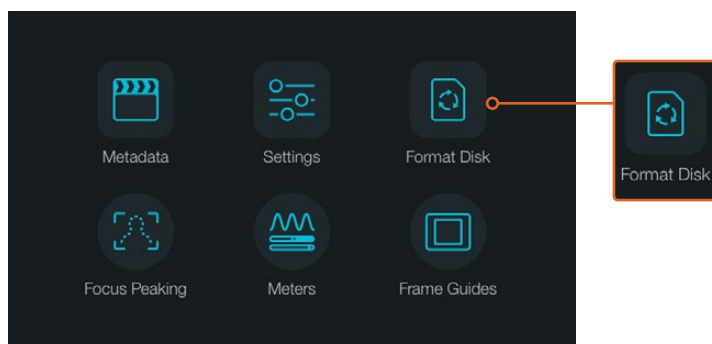 Metadata
Settings
Format Disk
Format Disk
Focus Peaking
Meters
Frame Guides